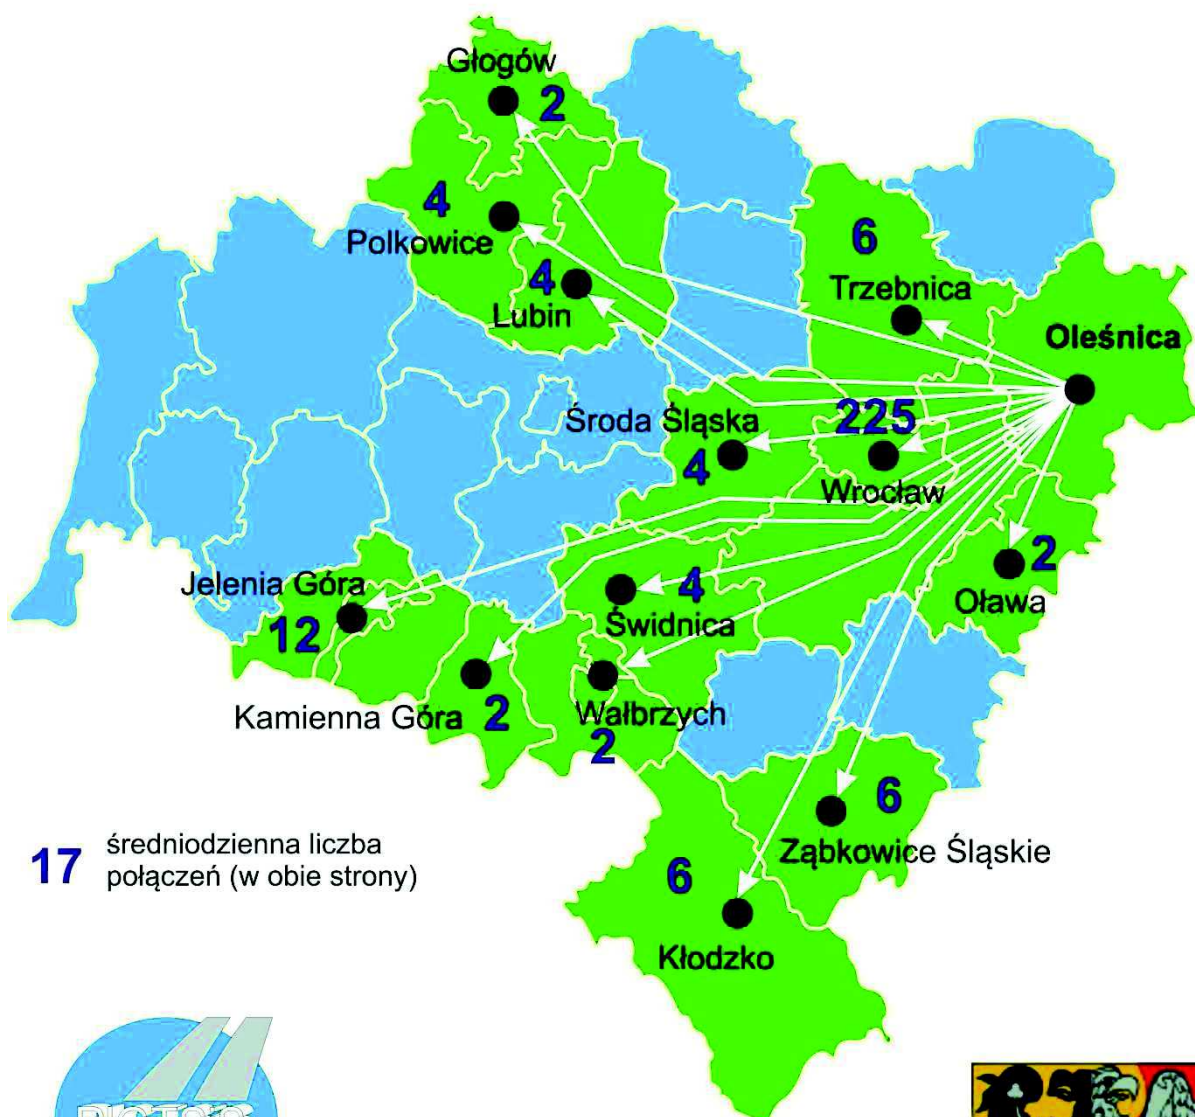 Głogów
2
4
Polkowice
4
Lubin
6
Trzebnica
Oleśnica
Środa Śląska
4
225
Wrocław
2
Oława
Jelenia Góra
12
4
Świdnica
Kamienna Góra
2
Wałbrzych
2
6
Ząbkowice Śląskie
6
Kłodzko
17 średniodzienna liczba
połączeń (w obie strony)